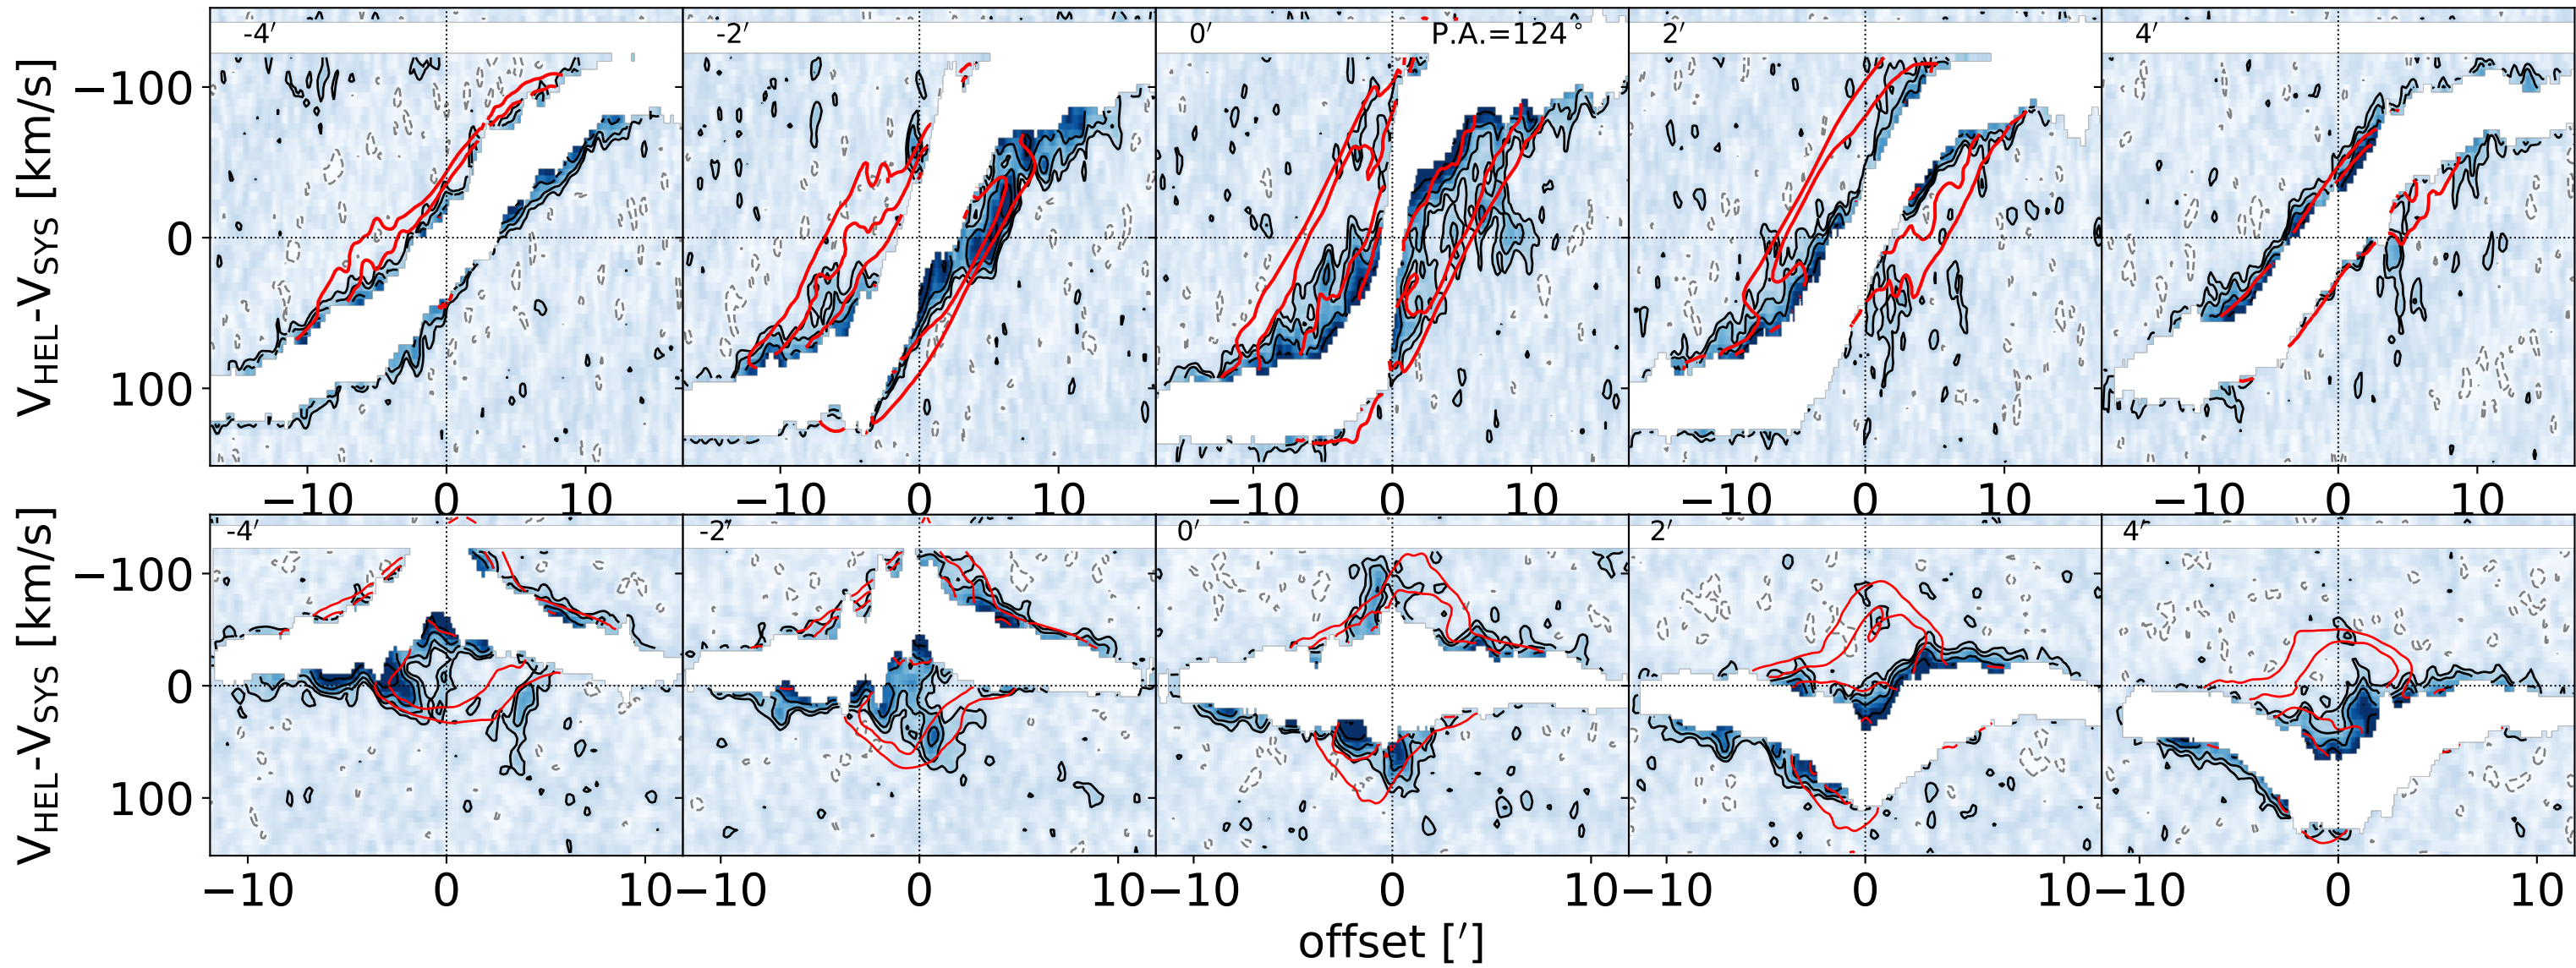 -4′ -2′ 0′ P.A.=124° 2′ 4′
V_HEL-V_SYS [km/s]
−100
0
100
−10 0 10 −10 0 10 −10 0 10 −10 0 10 −10 0 10
-4′ -2′ 0′ 2′ 4′
V_HEL-V_SYS [km/s]
−100
0
100
−10 0 10 −10 0 10 −10 0 10 −10 0 10 −10 0 10
offset [′]